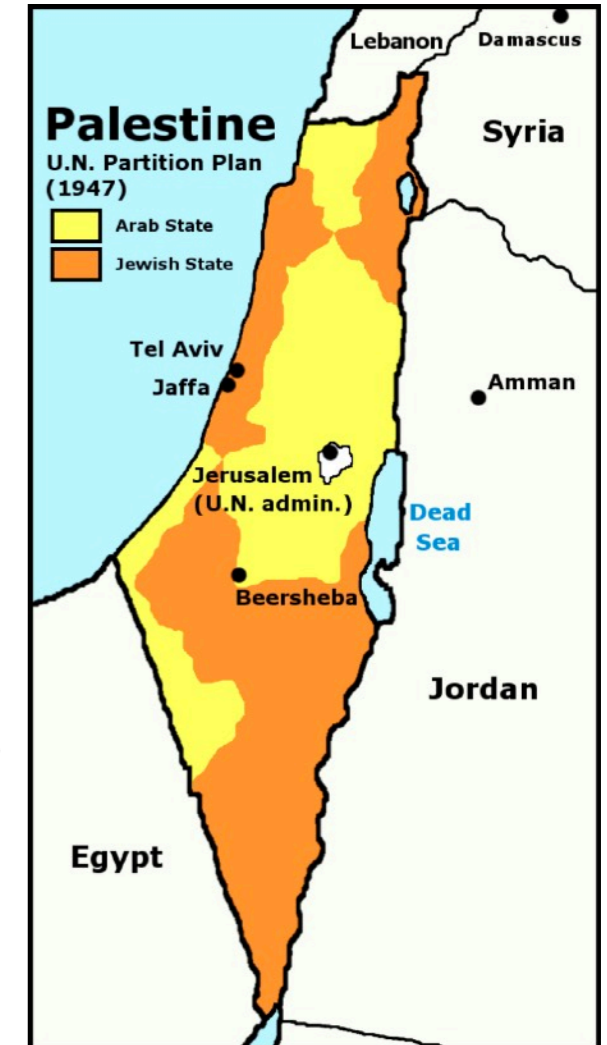 Lebanon
Damascus
Palestine
U.N. Partition Plan
(1947)
Syria
Arab State
Jewish State
Tel Aviv
Jaffa
Amman
Jerusalem
(U.N. admin.)
Dead
Sea
Beersheba
Jordan
Egypt